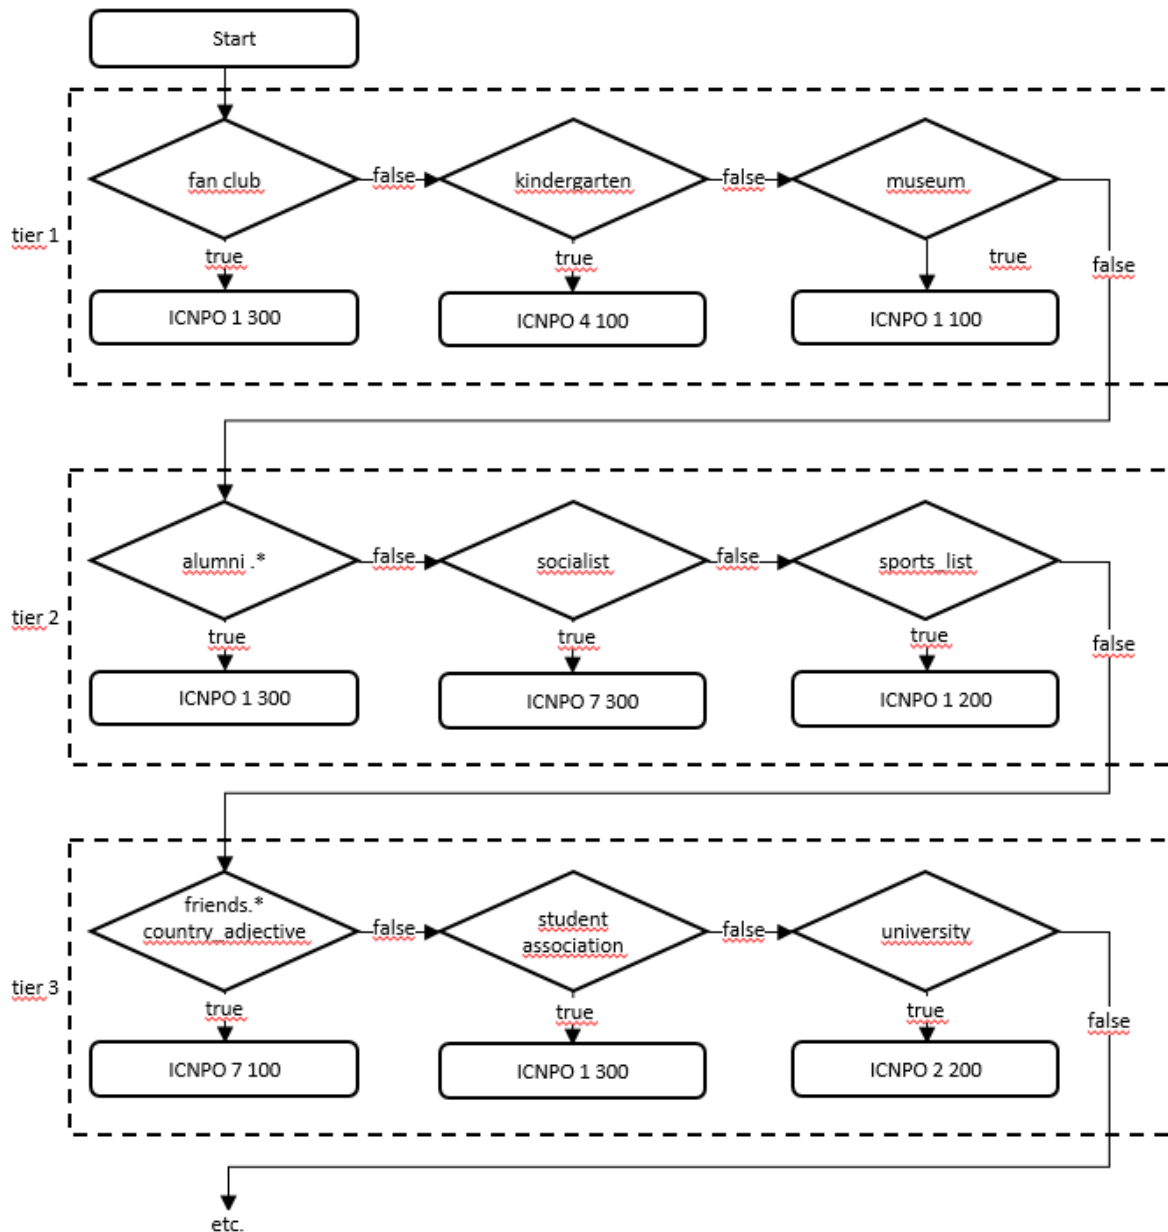 Start
fan club
false
kindergarten
false
museum
tier 1
true
true
true
false
ICNPO 1 300
ICNPO 4 100
ICNPO 1 100
alumni .*
false
socialist
false
sports_list
tier 2
true
true
true
false
ICNPO 1 300
ICNPO 7 300
ICNPO 1 200
friends.*
country_adjective
false
student
association
false
university
tier 3
true
true
true
false
ICNPO 7 100
ICNPO 1 300
ICNPO 2 200
etc.